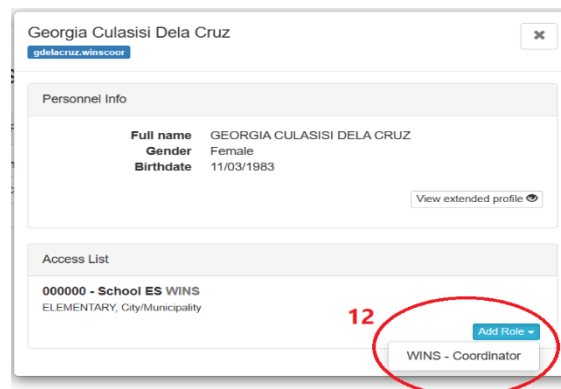 Georgia Culasisi Dela Cruz
gdelacruz.winscoor
Personnel Info
Full name GEORGIA CULASISI DELA CRUZ
Gender Female
Birthdate 11/03/1983
View extended profile
Access List
000000 - School ES WINS
ELEMENTARY, City/Municipality
12
Add Role
WINS - Coordinator